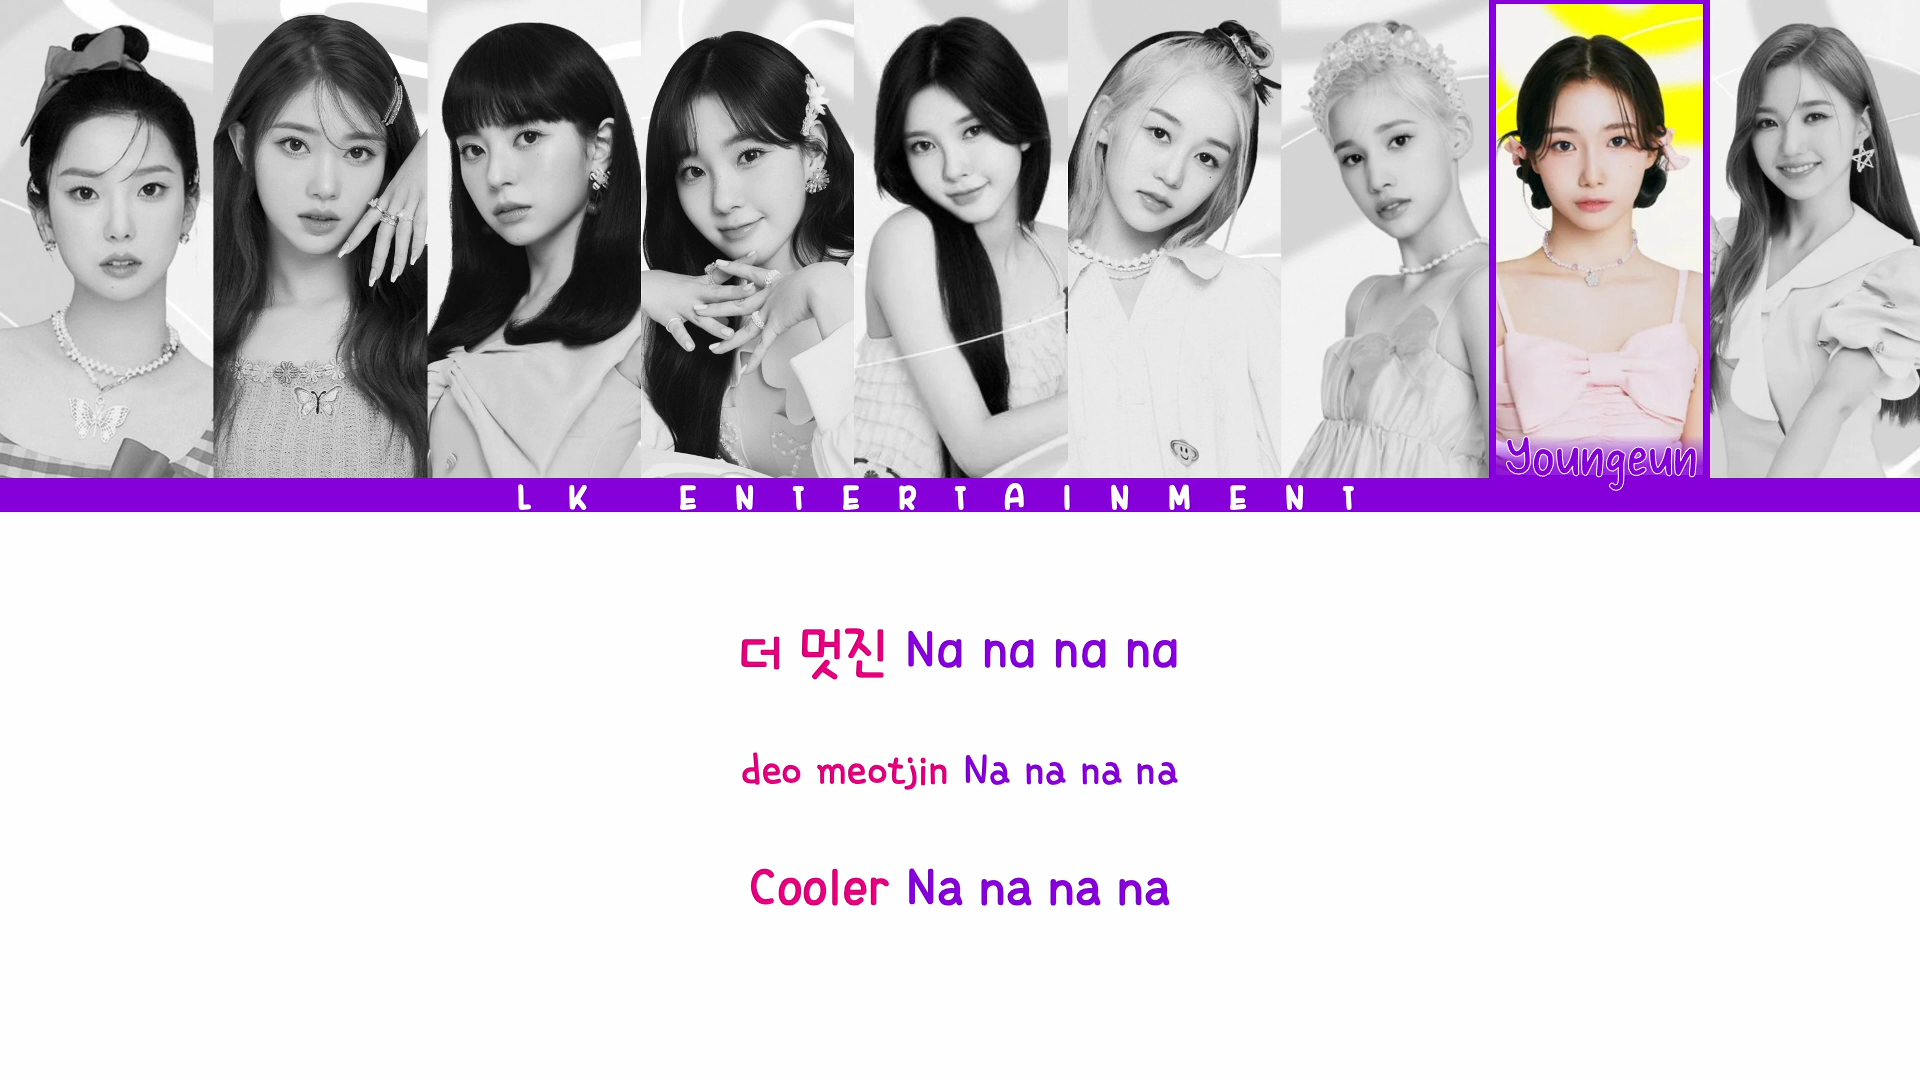 Youngeun
LK ENTERTAINMENT
더 멋진 Na na na na
deo meotjin Na na na na
Cooler Na na na na